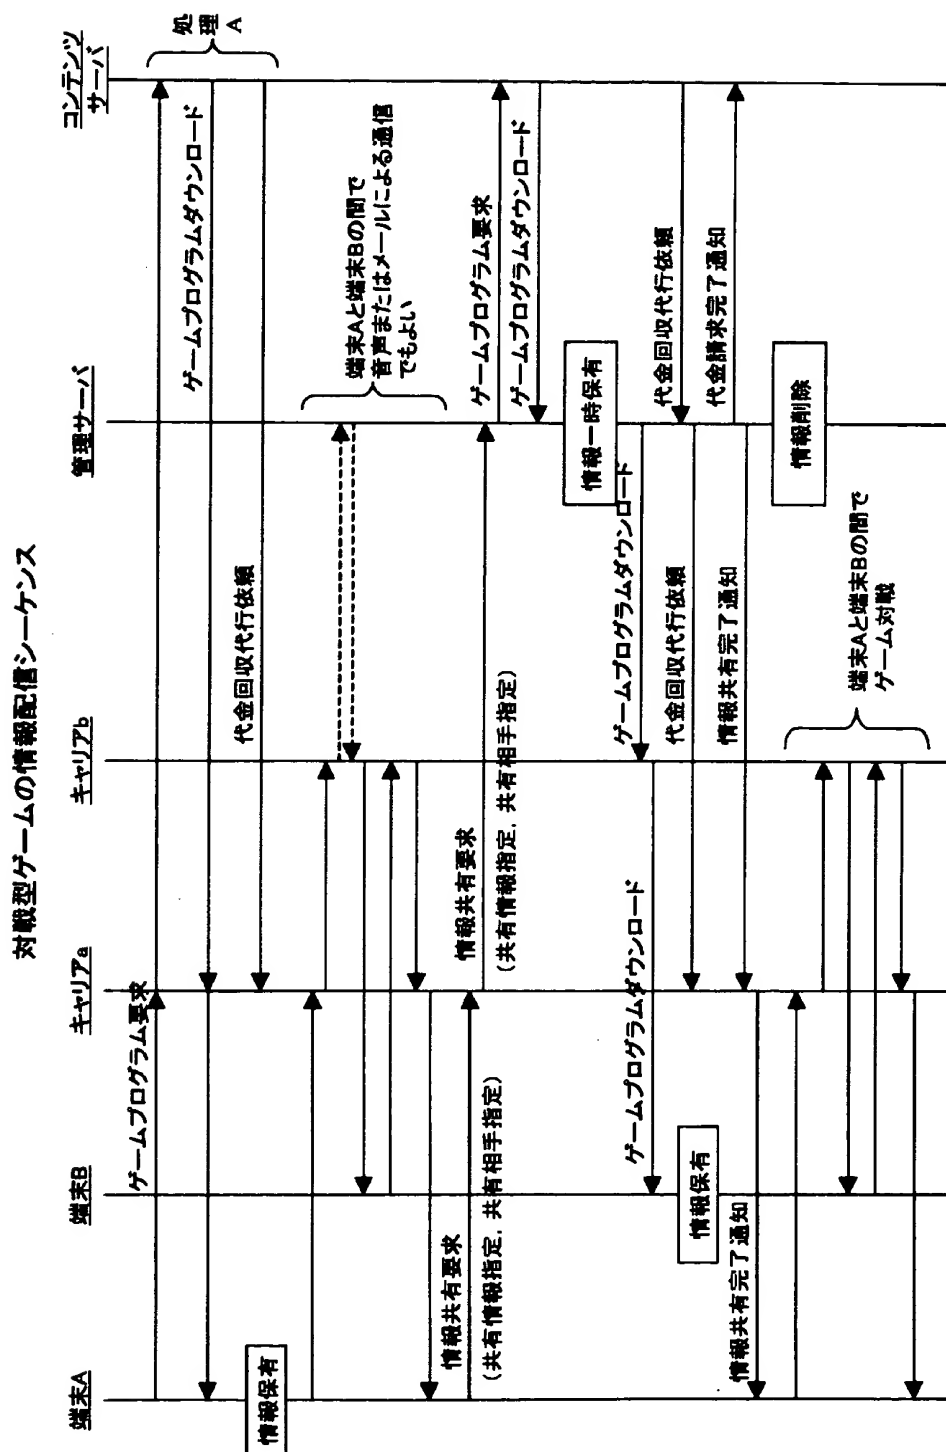 対戦型ゲームの情報配信シーケンス
端末A
端末B
キャリアa
キャリアb
管理サーバ
コンテンツ
サーバ
ゲームプログラム要求
ゲームプログラムダウンロード
処理A
代金回収代行依頼
情報保有
端末Aと端末Bの間で
音声またはメールによる通信
でもよい
情報共有要求
(共有情報指定, 共有相手指定)
情報共有要求
(共有情報指定, 共有相手指定)
ゲームプログラム要求
ゲームプログラムダウンロード
情報一時保有
ゲームプログラムダウンロード
ゲームプログラムダウンロード
情報保有
代金回収代行依頼
代金回収代行依頼
代金請求完了通知
情報共有完了通知
情報共有完了通知
情報削除
端末Aと端末Bの間で
ゲーム対戦